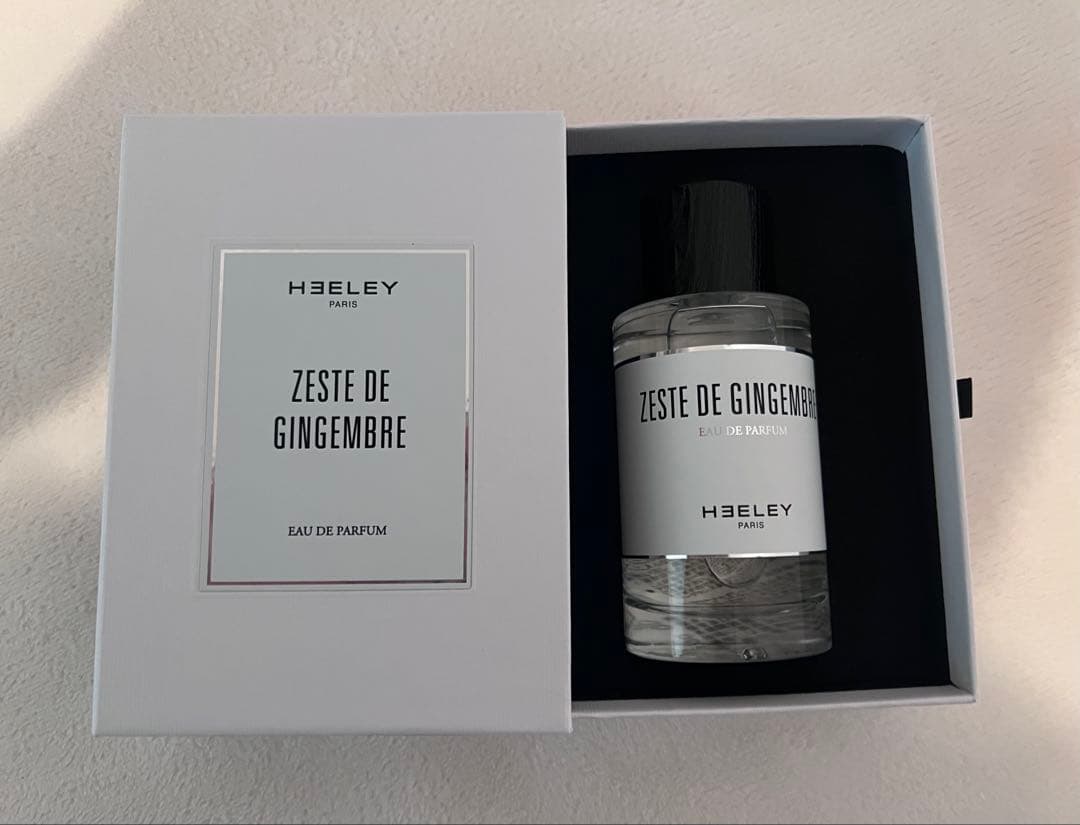 HEELEY
PARIS
ZESTE DE
GINGEMBRE
EAU DE PARFUM
ZESTE DE GINGEMBRE
EAU DE PARFUM
HEELEY
PARIS